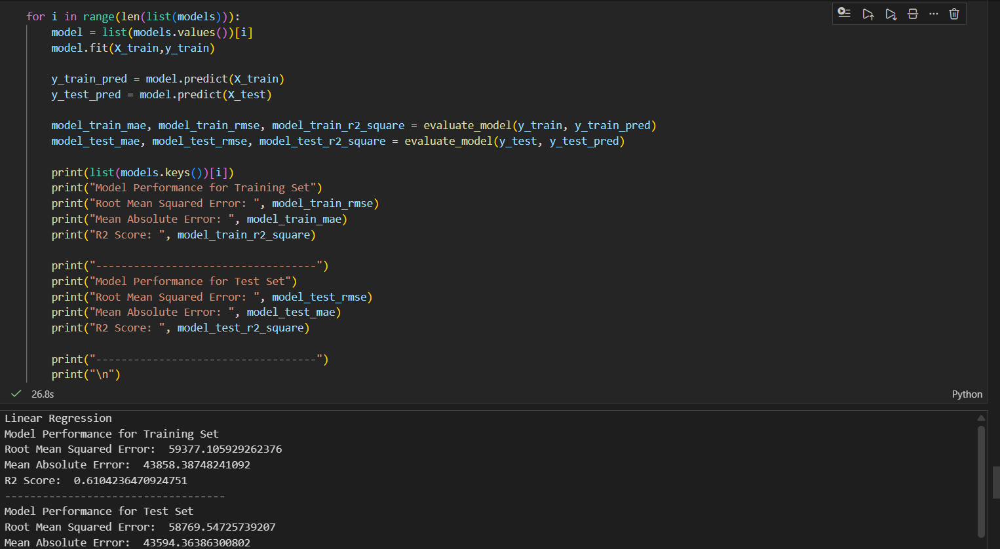 for i in range(len(list(models))):
    model = list(models.values())[i]
    model.fit(X_train,y_train)
    y_train_pred = model.predict(X_train)
    y_test_pred = model.predict(X_test)
    model_train_mae, model_train_rmse, model_train_r2_square = evaluate_model(y_train, y_train_pred)
    model_test_mae, model_test_rmse, model_test_r2_square = evaluate_model(y_test, y_test_pred)
    print(list(models.keys())[i])
    print("Model Performance for Training Set")
    print("Root Mean Squared Error: ", model_train_rmse)
    print("Mean Absolute Error: ", model_train_mae)
    print("R2 Score: ", model_train_r2_square)
    print("-----------------------------------")
    print("Model Performance for Test Set")
    print("Root Mean Squared Error: ", model_test_rmse)
    print("Mean Absolute Error: ", model_test_mae)
    print("R2 Score: ", model_test_r2_square)
    print("-----------------------------------")
    print("\n")
26.8s
Python
Linear Regression
Model Performance for Training Set
Root Mean Squared Error:  59377.105929262376
Mean Absolute Error:  43858.38748241092
R2 Score:  0.6104236470924751
-----------------------------------
Model Performance for Test Set
Root Mean Squared Error:  58769.54725739207
Mean Absolute Error:  43594.36386300802